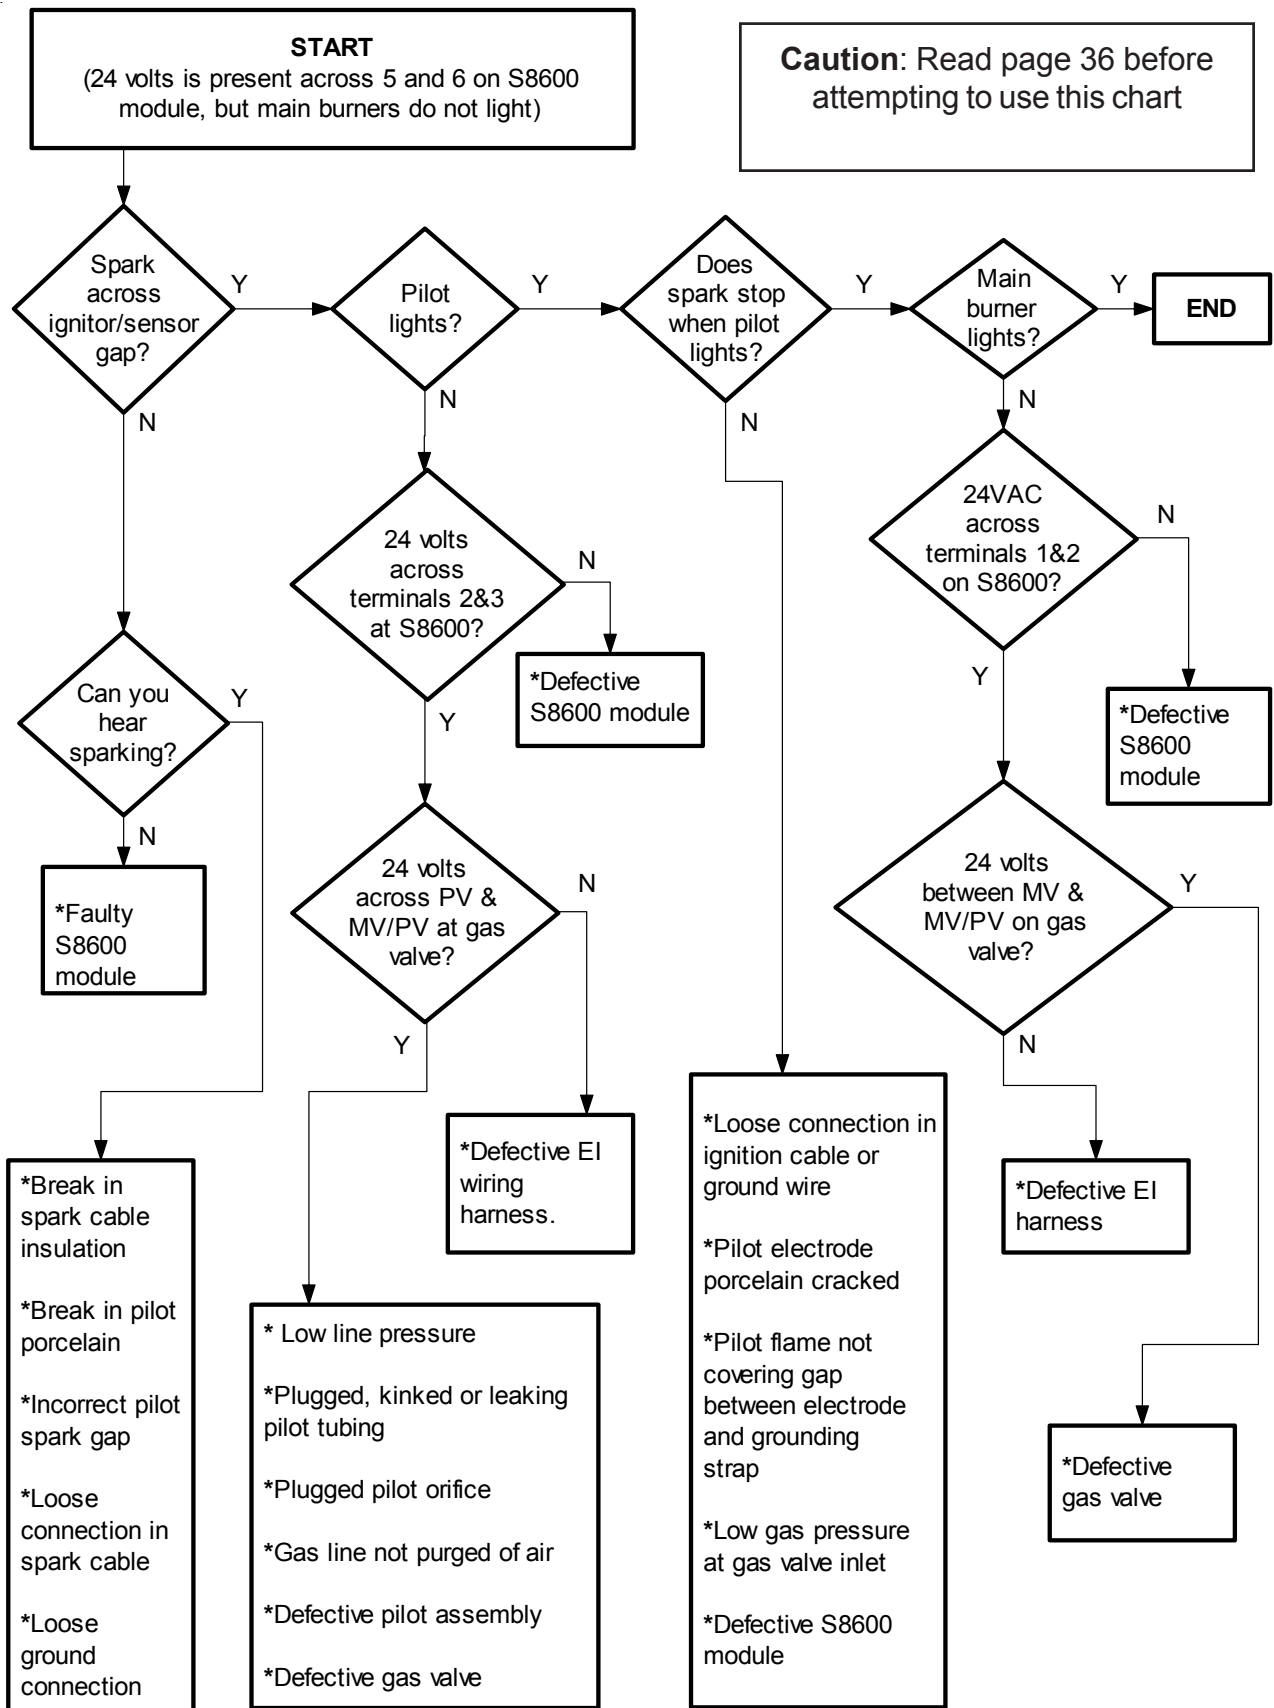 START
(24 volts is present across 5 and 6 on S8600
module, but main burners do not light)
Caution: Read page 36 before
attempting to use this chart
Spark
across
ignitor/sensor
gap?
Y
N
Pilot
lights?
Y
N
Does
spark stop
when pilot
lights?
Y
N
Main
burner
lights?
Y
N
END
24 volts
across
terminals 2&3
at S8600?
N
Y
*Defective
S8600 module
24VAC
across
terminals 1&2
on S8600?
N
Y
*Defective
S8600
module
Can you
hear
sparking?
Y
N
*Faulty
S8600
module
24 volts
across PV &
MV/PV at gas
valve?
N
Y
24 volts
between MV &
MV/PV on gas
valve?
Y
N
*Break in
spark cable
insulation
*Break in pilot
porcelain
*Incorrect pilot
spark gap
*Loose
connection in
spark cable
*Loose
ground
connection
* Low line pressure
*Plugged, kinked or leaking
pilot tubing
*Plugged pilot orifice
*Gas line not purged of air
*Defective pilot assembly
*Defective gas valve
*Defective EI
wiring
harness.
*Loose connection in
ignition cable or
ground wire
*Pilot electrode
porcelain cracked
*Pilot flame not
covering gap
between electrode
and grounding
strap
*Low gas pressure
at gas valve inlet
*Defective S8600
module
*Defective EI
harness
*Defective
gas valve